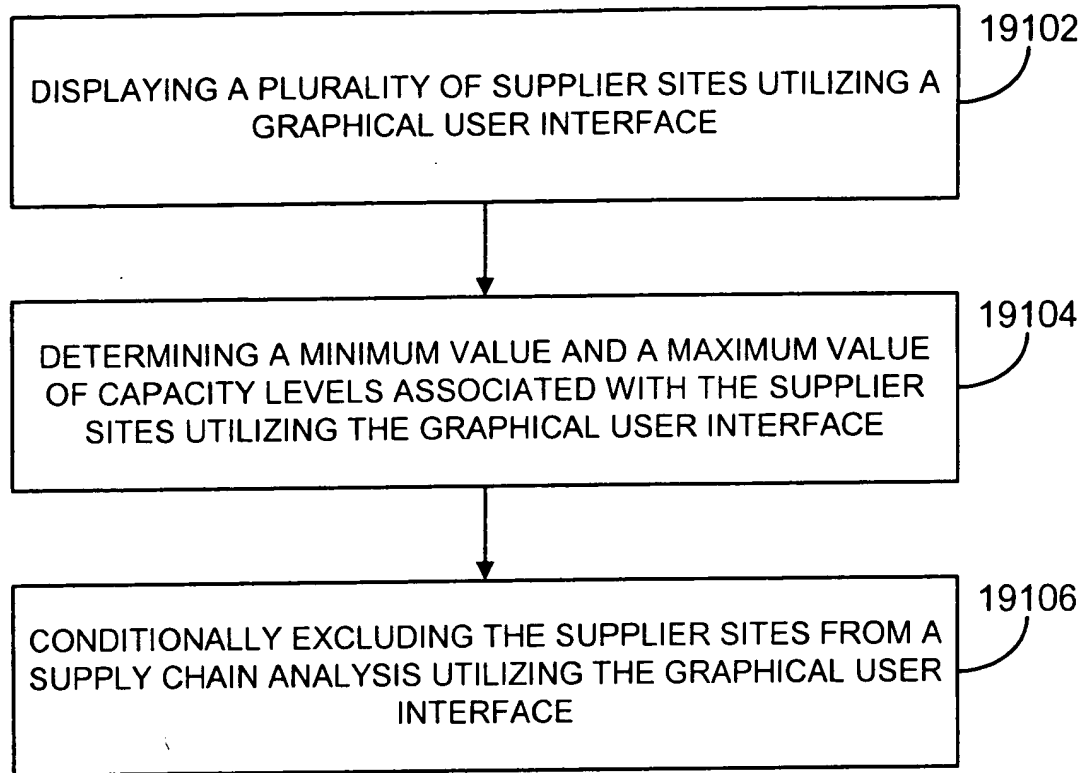 19102
DISPLAYING A PLURALITY OF SUPPLIER SITES UTILIZING A
GRAPHICAL USER INTERFACE
19104
DETERMINING A MINIMUM VALUE AND A MAXIMUM VALUE
OF CAPACITY LEVELS ASSOCIATED WITH THE SUPPLIER
SITES UTILIZING THE GRAPHICAL USER INTERFACE
19106
CONDITIONALLY EXCLUDING THE SUPPLIER SITES FROM A
SUPPLY CHAIN ANALYSIS UTILIZING THE GRAPHICAL USER
INTERFACE